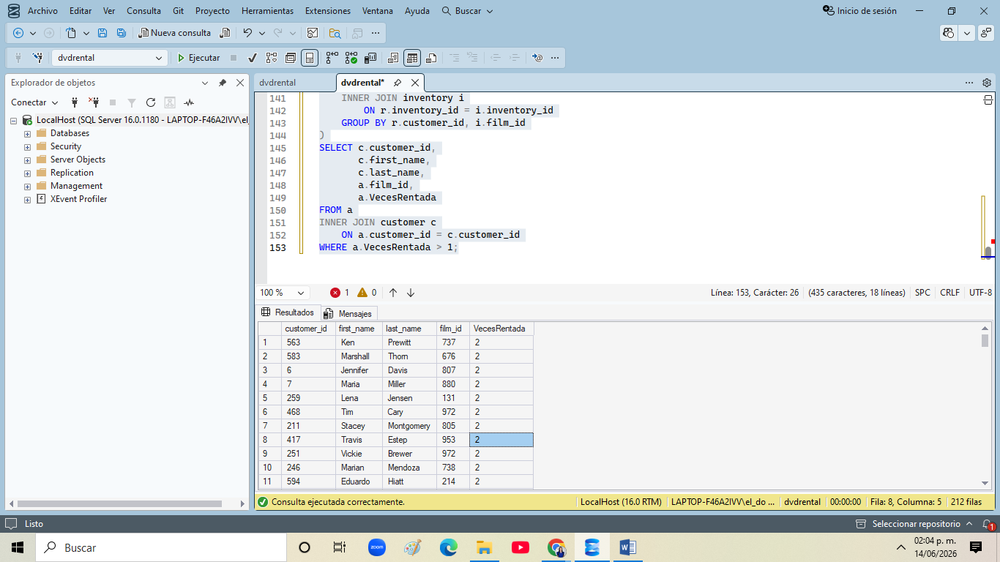 Archivo Editar Ver Consulta Git Proyecto Herramientas Extensiones Ventana Ayuda Buscar Inicio de sesión
Nueva consulta
dvdrental Ejecutar
Explorador de objetos
Conectar
LocalHost (SQL Server 16.0.1180 - LAPTOP-F46A2IVV\el_
Databases
Security
Server Objects
Replication
Management
XEvent Profiler
dvdrental dvdrental*
141 INNER JOIN inventory i
142 ON r.inventory_id = i.inventory_id
143 GROUP BY r.customer_id, i.film_id
144 )
145 SELECT c.customer_id,
146 c.first_name,
147 c.last_name,
148 a.film_id,
149 a.VecesRentada
150 FROM a
151 INNER JOIN customer c
152 ON a.customer_id = c.customer_id
153 WHERE a.VecesRentada > 1;
100 % 1 0 Línea: 153, Carácter: 26 (435 caracteres, 18 líneas) SPC CRLF UTF-8
Resultados Mensajes
customer_id first_name last_name film_id VecesRentada
1 563 Ken Prewitt 737 2
2 583 Marshall Thorn 676 2
3 6 Jennifer Davis 807 2
4 7 Maria Miller 880 2
5 259 Lena Jensen 131 2
6 468 Tim Cary 972 2
7 211 Stacey Montgomery 805 2
8 417 Travis Estep 953 2
9 251 Vickie Brewer 972 2
10 246 Marian Mendoza 738 2
11 594 Eduardo Hiatt 214 2
Consulta ejecutada correctamente. LocalHost (16.0 RTM) LAPTOP-F46A2IVV\el_do ... dvdrental 00:00:00 Fila: 8, Columna: 5 212 filas
Listo Seleccionar repositorio 1
Buscar zoom 02:04 p. m.
14/06/2026